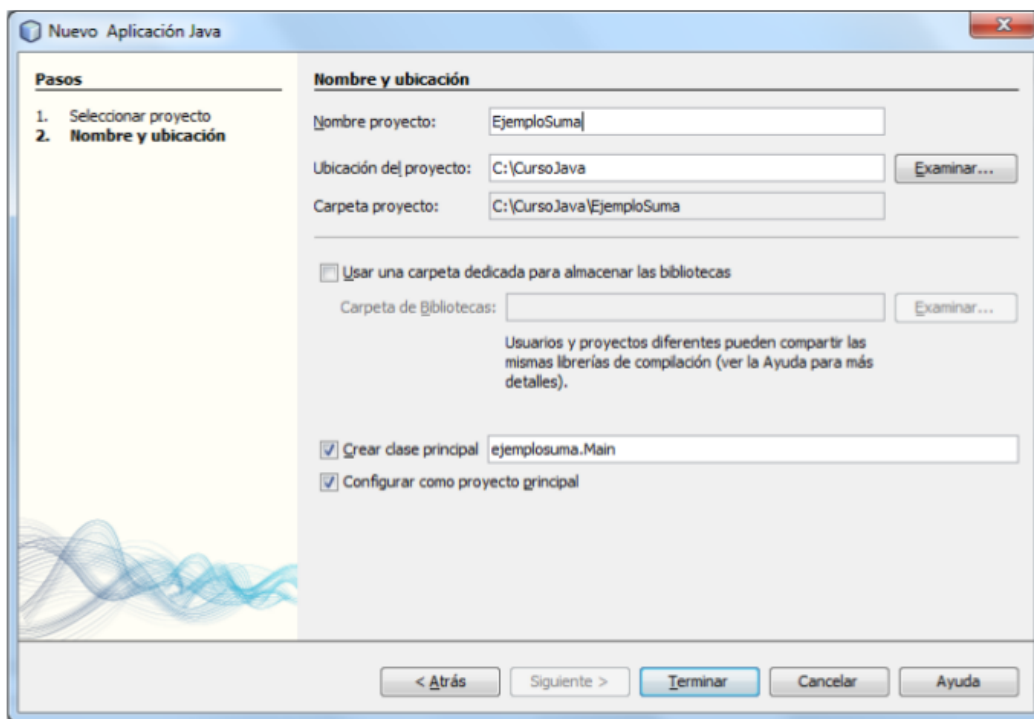 Nuevo Aplicación Java
Pasos
1. Seleccionar proyecto
2. Nombre y ubicación
Nombre y ubicación
Nombre proyecto: EjemploSuma
Ubicación del proyecto: C:\CursoJava Examinar...
Carpeta proyecto: C:\CursoJava\EjemploSuma
Usar una carpeta dedicada para almacenar las bibliotecas
Carpeta de Bibliotecas: Examinar...
Usuarios y proyectos diferentes pueden compartir las
mismas librerías de compilación (ver la Ayuda para más
detalles).
Crear clase principal ejemplosuma.Main
Configurar como proyecto principal
< Atrás Siguiente > Terminar Cancelar Ayuda